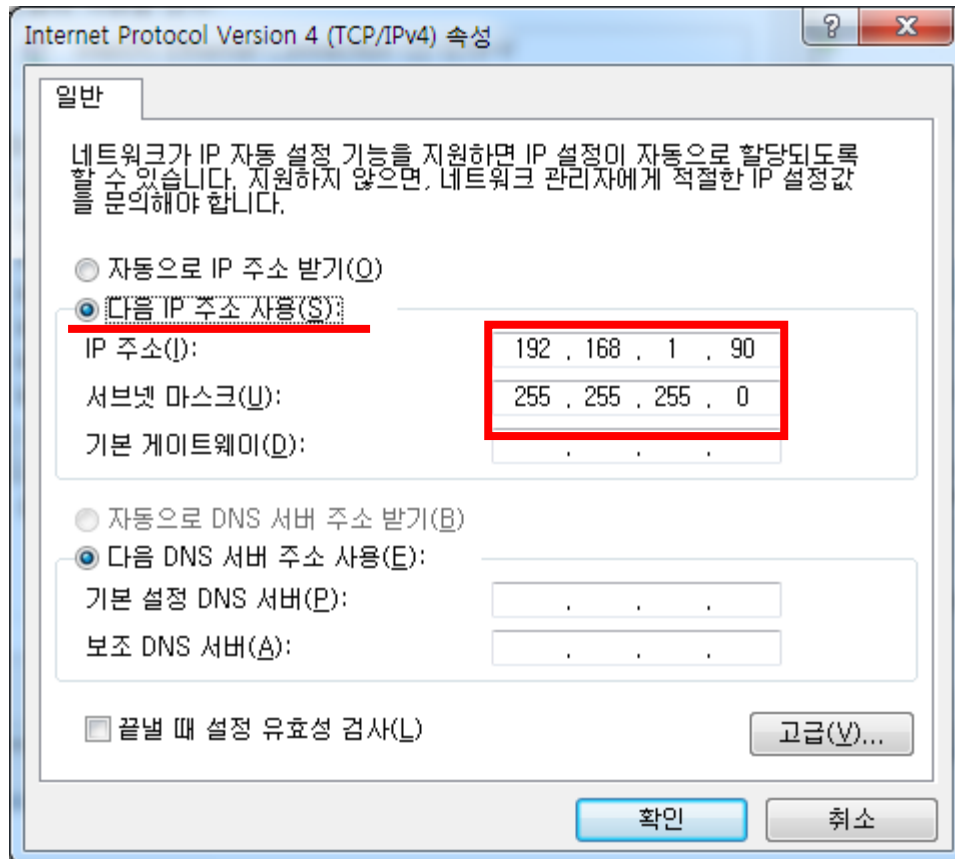 Internet Protocol Version 4 (TCP/IPv4) 속성
일반
네트워크가 IP 자동 설정 기능을 지원하면 IP 설정이 자동으로 할당되도록
할 수 있습니다. 지원하지 않으면, 네트워크 관리자에게 적절한 IP 설정값
을 문의해야 합니다.
자동으로 IP 주소 받기(O)
다음 IP 주소 사용(S):
IP 주소(I): 192 . 168 . 1 . 90
서브넷 마스크(U): 255 . 255 . 255 . 0
기본 게이트웨이(D): . . .
자동으로 DNS 서버 주소 받기(B)
다음 DNS 서버 주소 사용(E):
기본 설정 DNS 서버(P): . . .
보조 DNS 서버(A): . . .
끝낼 때 설정 유효성 검사(L)
고급(V)...
확인 취소